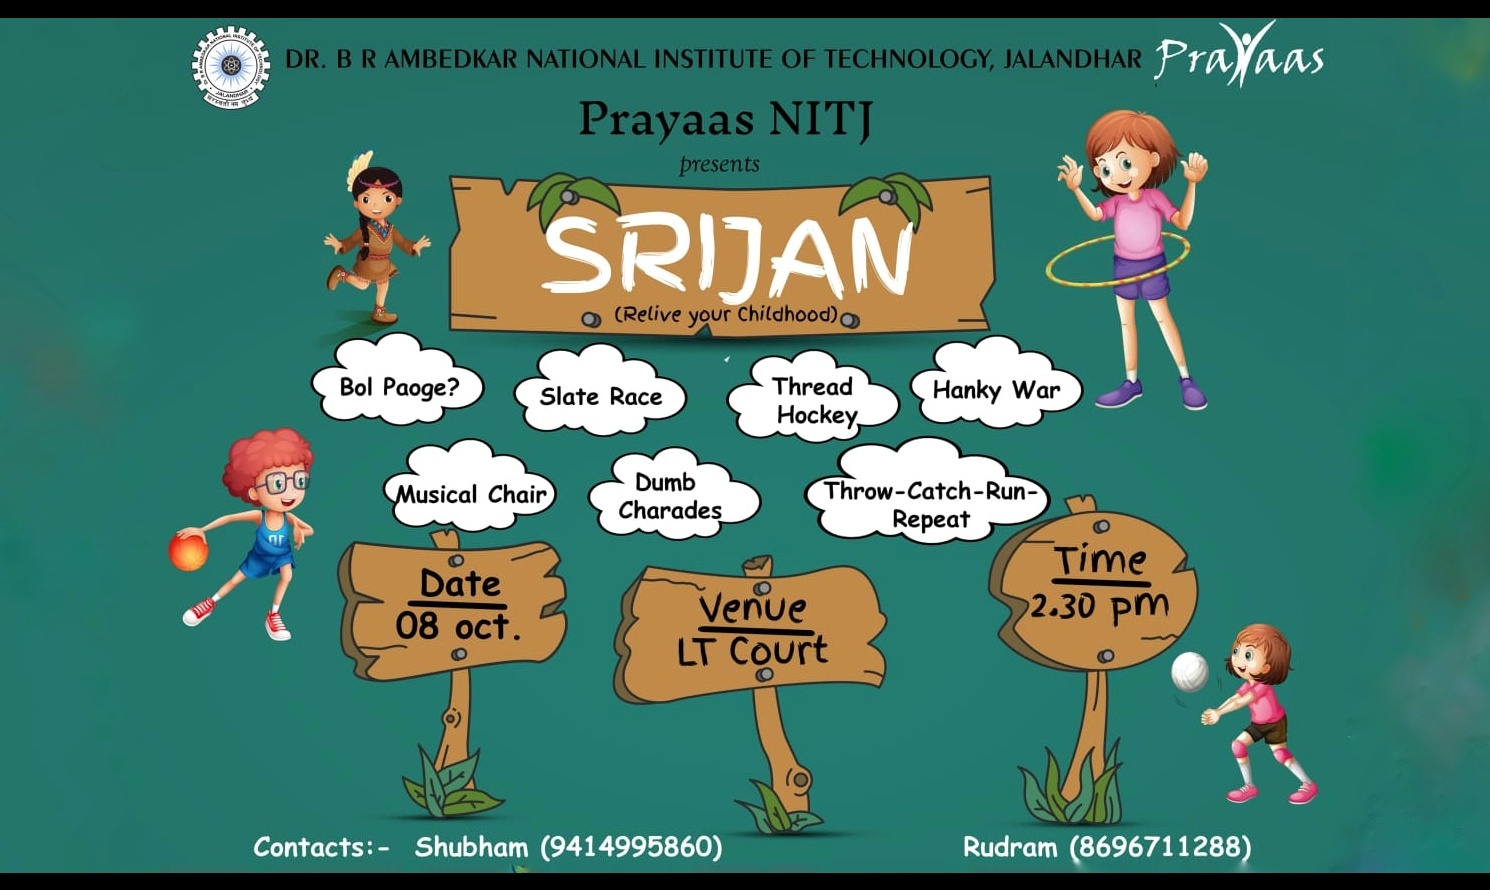 DR. B R AMBEDKAR NATIONAL INSTITUTE OF TECHNOLOGY, JALANDHAR
Prayaas
Prayaas NITJ
presents
SRIJAN
(Relive your Childhood)
Bol Paoge?
Slate Race
Thread
Hockey
Hanky War
Musical Chair
Dumb
Charades
Throw-Catch-Run-
Repeat
Date
08 oct.
Venue
LT Court
Time
2.30 pm
Contacts:- Shubham (9414995860)
Rudram (8696711288)